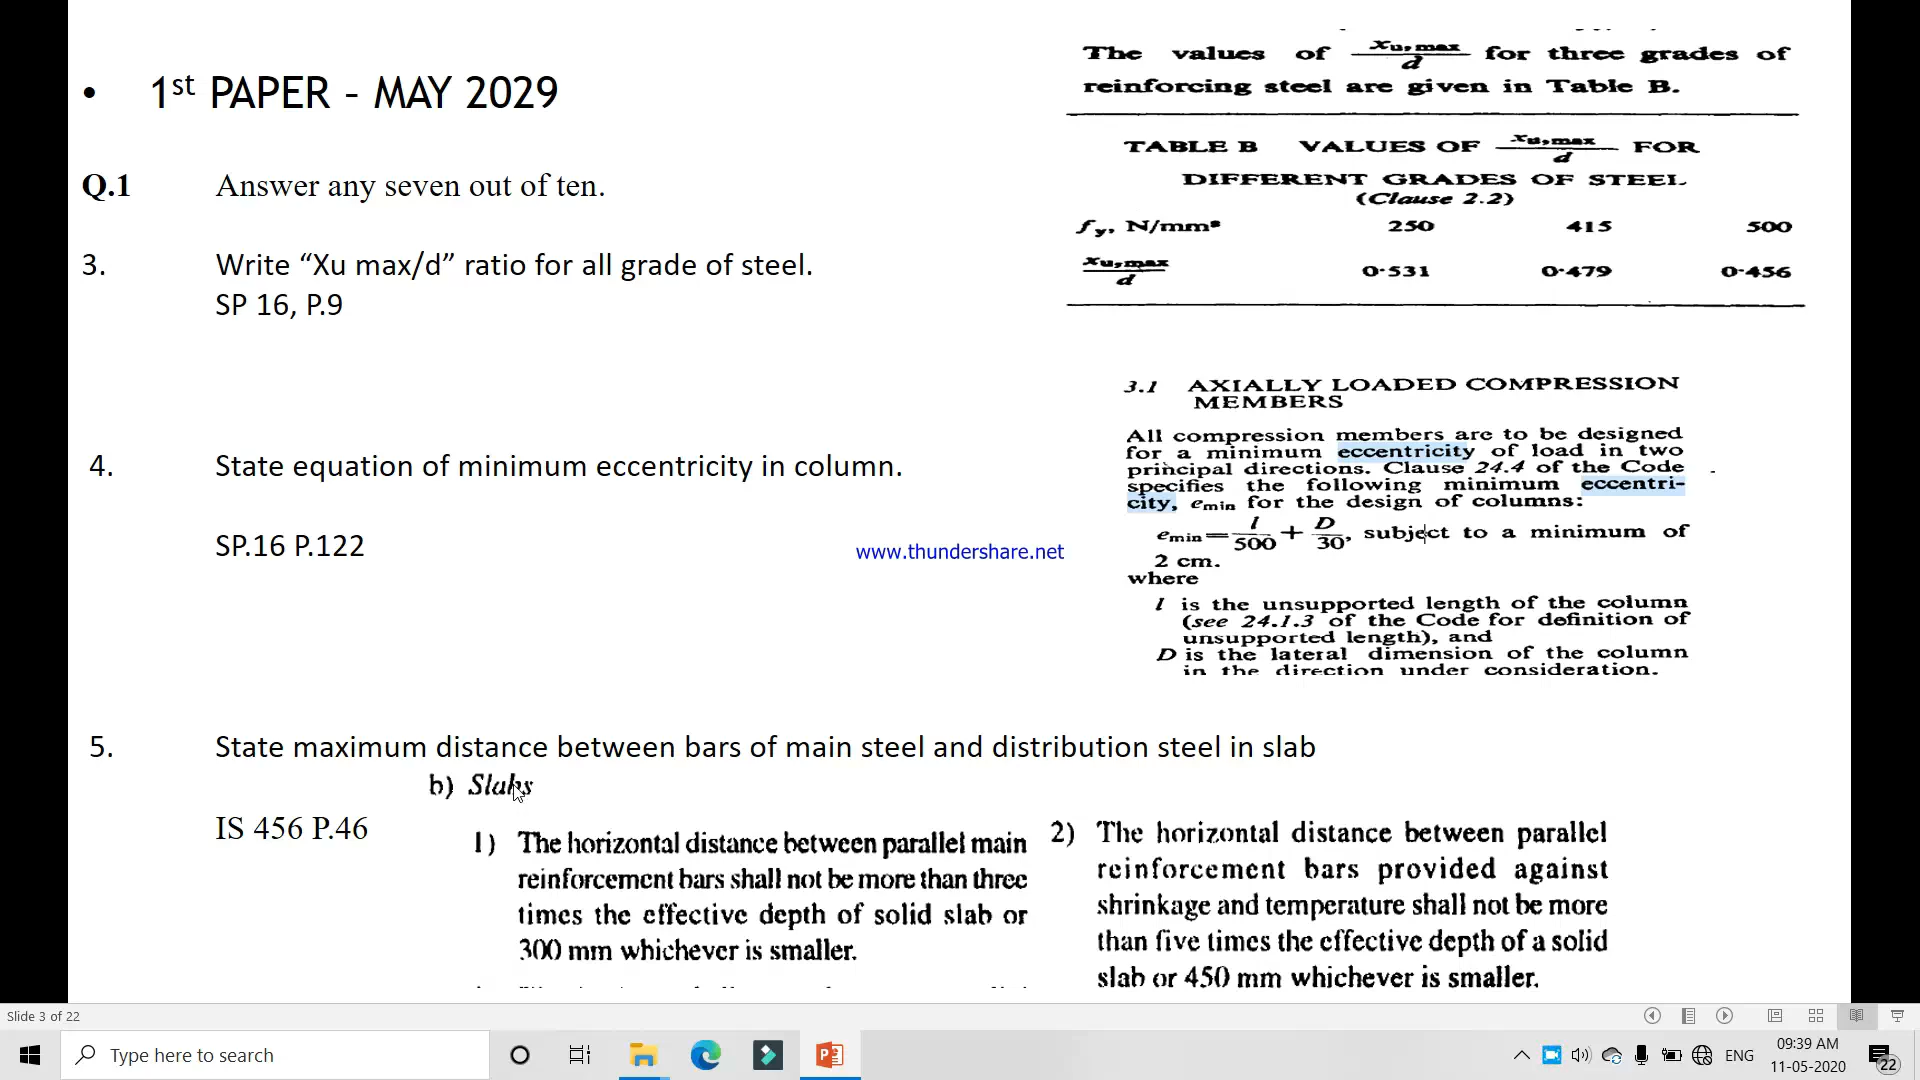 • 1st PAPER – MAY 2029
Q.1 Answer any seven out of ten.
3. Write “Xu max/d” ratio for all grade of steel.
SP 16, P.9
The values of xu,max/d for three grades of
reinforcing steel are given in Table B.
TABLE B VALUES OF xu,max/d FOR
DIFFERENT GRADES OF STEEL
(Clause 2.2)
fy, N/mm² 250 415 500
xu,max/d 0·531 0·479 0·456
4. State equation of minimum eccentricity in column.
SP.16 P.122
3.1 AXIALLY LOADED COMPRESSION
MEMBERS
All compression members are to be designed
for a minimum eccentricity of load in two
principal directions. Clause 24.4 of the Code
specifies the following minimum eccentri-
city, emin for the design of columns:
emin = l/500 + D/30, subject to a minimum of
2 cm.
where
l is the unsupported length of the column
(see 24.1.3 of the Code for definition of
unsupported length), and
D is the lateral dimension of the column
in the direction under consideration.
www.thundershare.net
5. State maximum distance between bars of main steel and distribution steel in slab
b) Slabs
IS 456 P.46
1) The horizontal distance between parallel main
reinforcement bars shall not be more than three
times the effective depth of solid slab or
300 mm whichever is smaller.
2) The horizontal distance between parallel
reinforcement bars provided against
shrinkage and temperature shall not be more
than five times the effective depth of a solid
slab or 450 mm whichever is smaller.
Slide 3 of 22
Type here to search
ENG
09:39 AM
11-05-2020
22